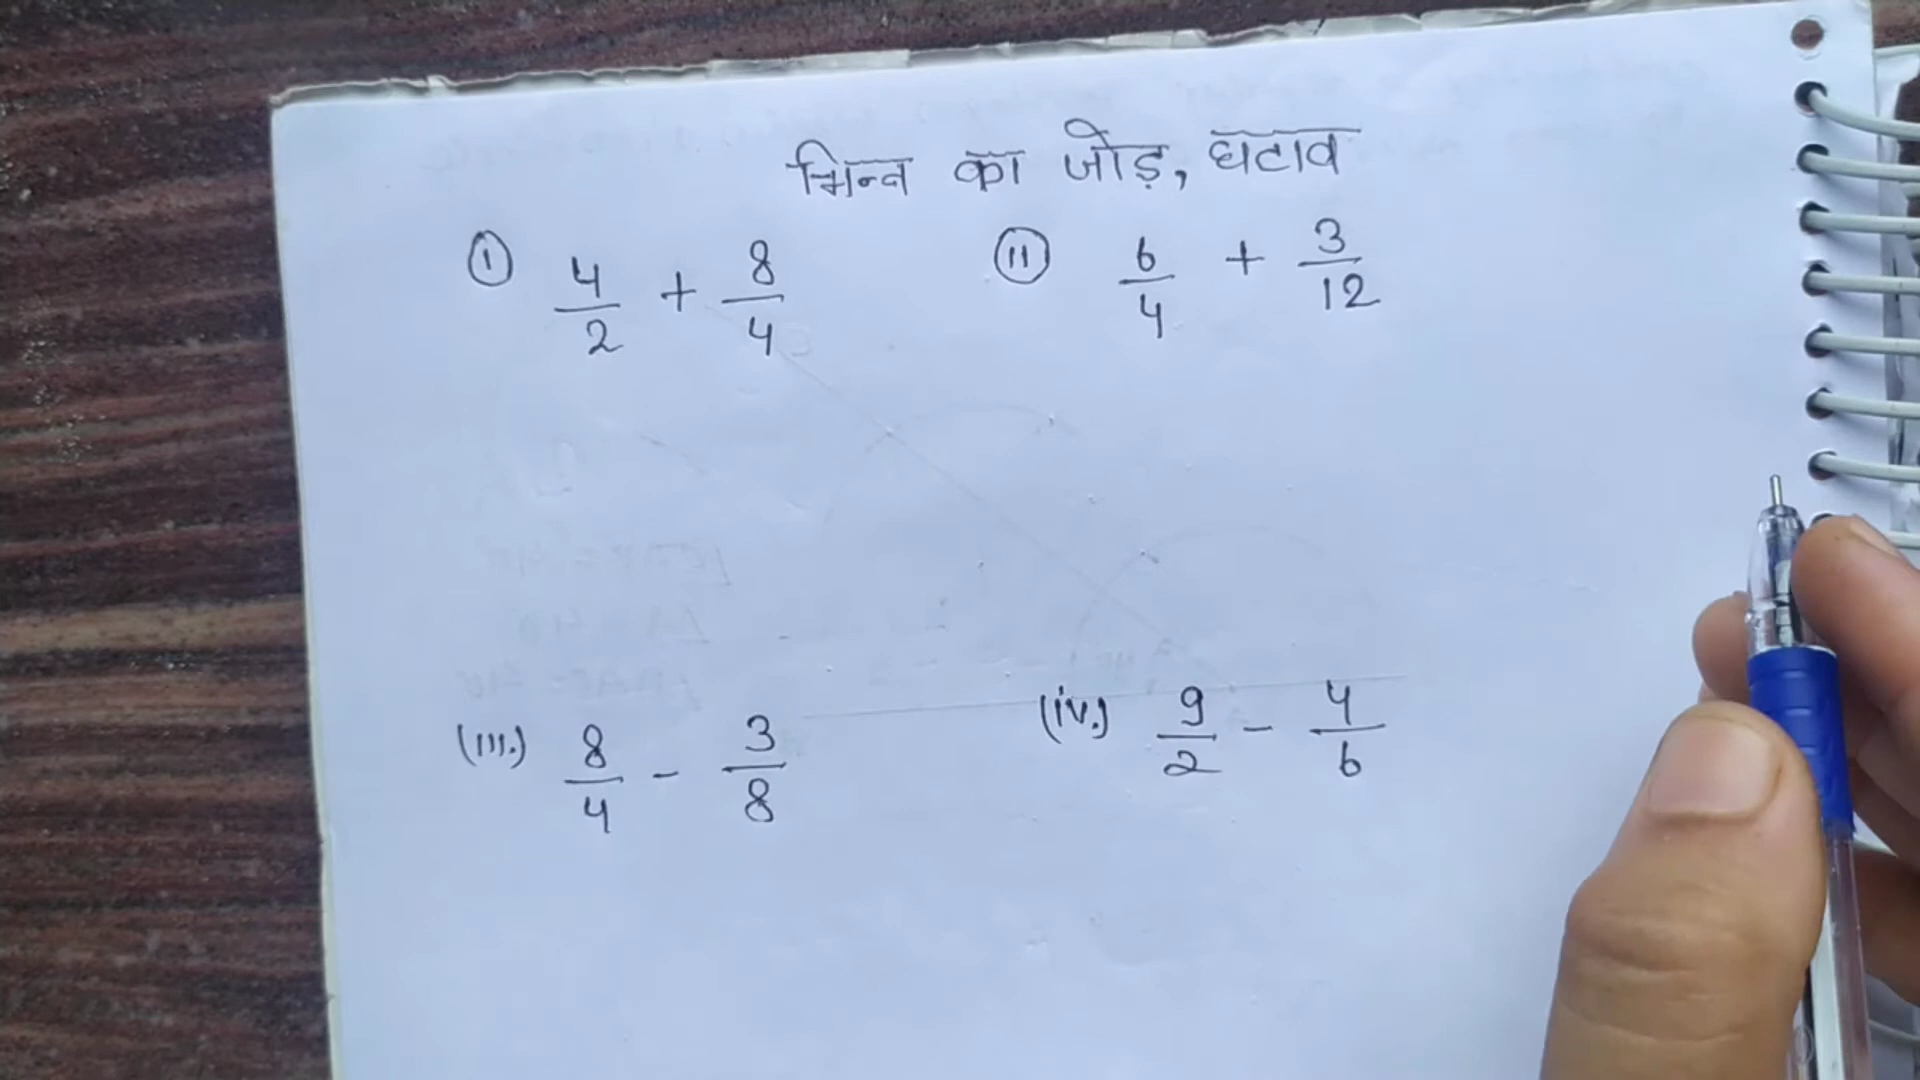 भिन्न का जोड़, घटाव
(i) 4/2 + 8/4
(ii) 6/4 + 3/12
(iii.) 8/4 - 3/8
(iv.) 9/2 - 4/6